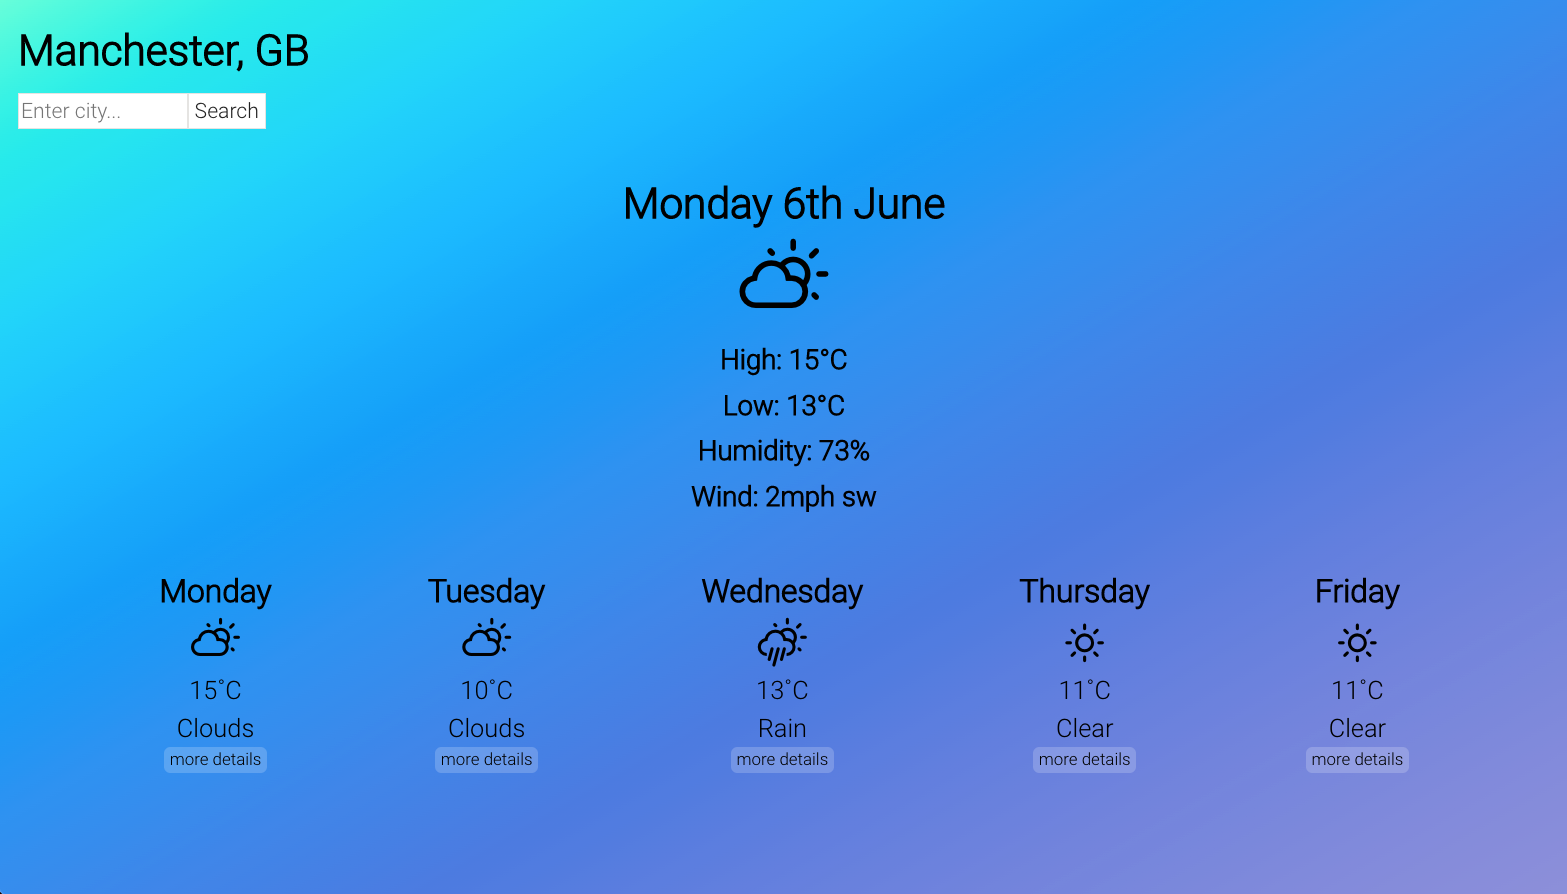 Manchester, GB
Enter city...
Search
Monday 6th June
High: 15°C
Low: 13°C
Humidity: 73%
Wind: 2mph sw
Monday
15°C
Clouds
more details
Tuesday
10°C
Clouds
more details
Wednesday
13°C
Rain
more details
Thursday
11°C
Clear
more details
Friday
11°C
Clear
more details